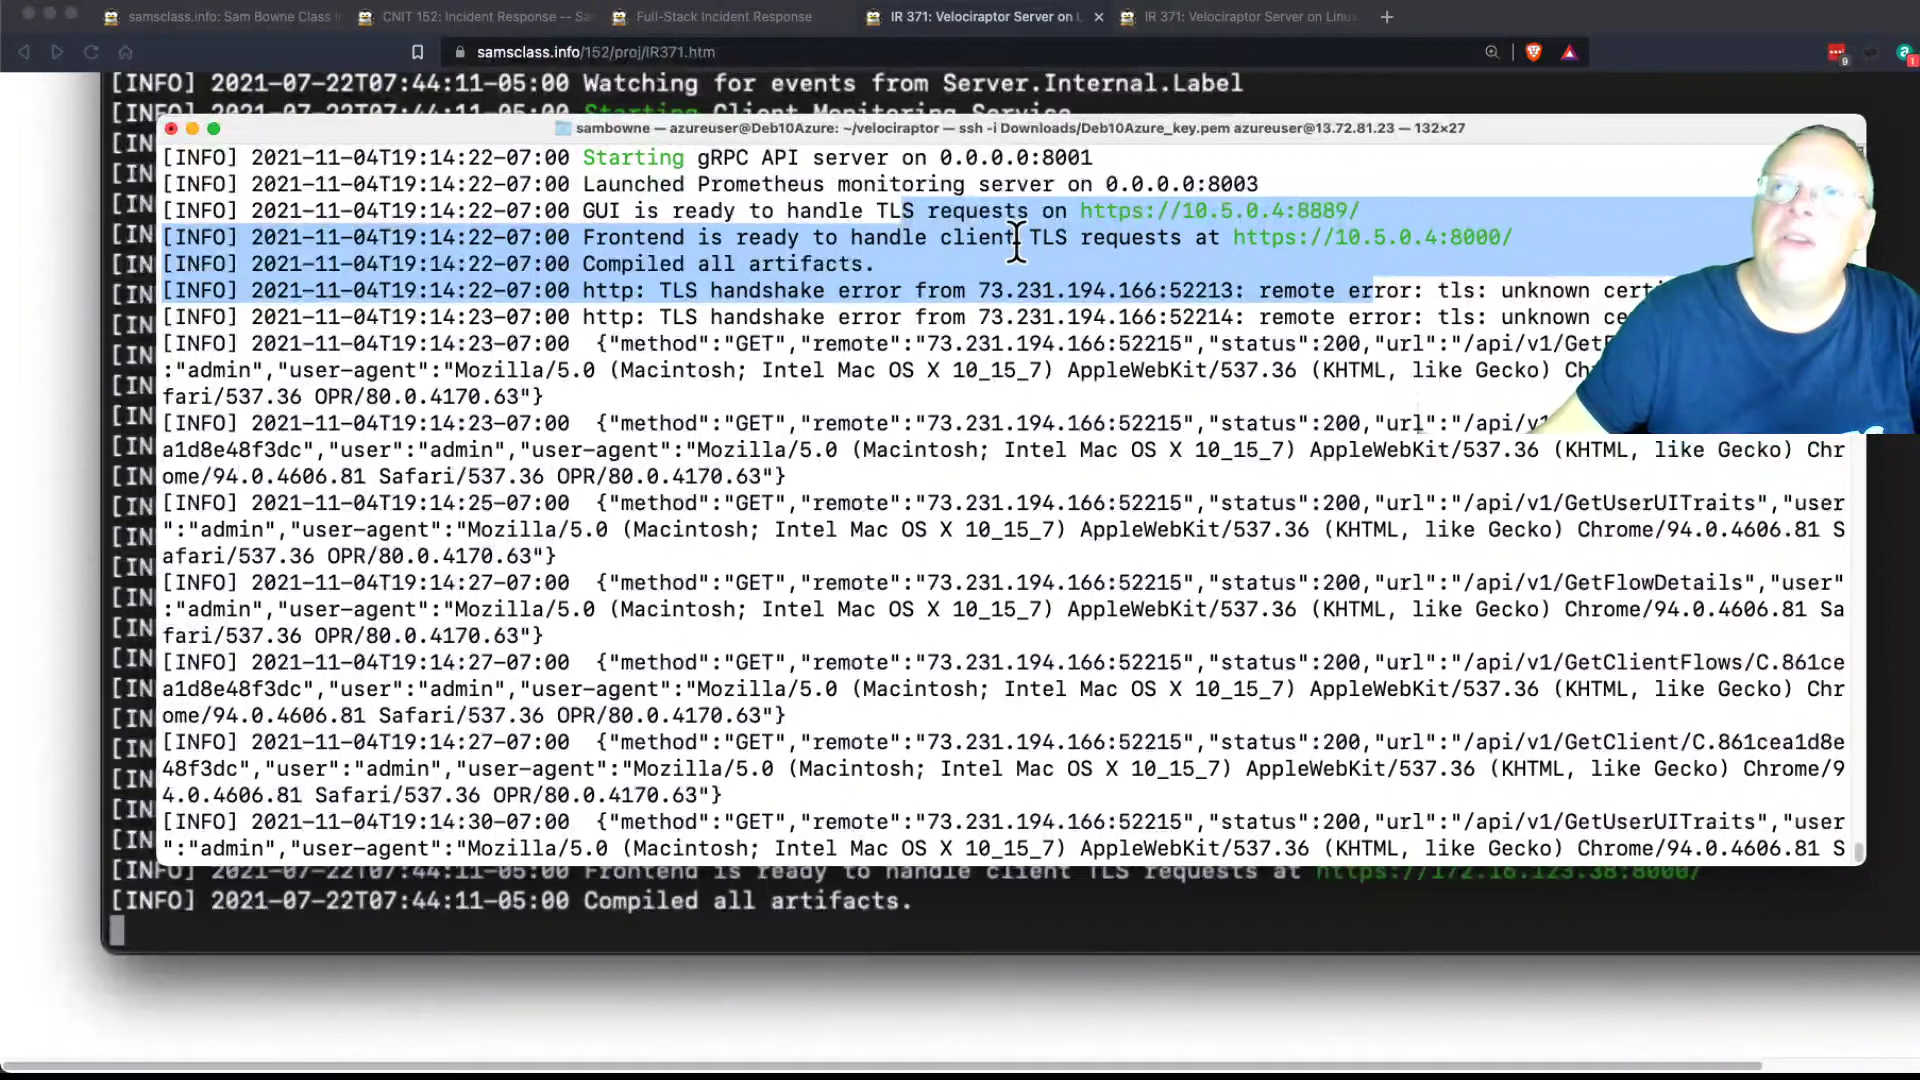 samsclass.info: Sam Bowne Class I
CNIT 152: Incident Response -- Sa
Full-Stack Incident Response
IR 371: Velociraptor Server on L
IR 371: Velociraptor Server on Linux
samsclass.info/152/proj/IR371.htm
9
1
[INFO] 2021-07-22T07:44:11-05:00 Watching for events from Server.Internal.Label
Starting Client Monitoring Service
sambowne — azureuser@Deb10Azure: ~/velociraptor — ssh -i Downloads/Deb10Azure_key.pem azureuser@13.72.81.23 — 132×27
[INFO] 2021-11-04T19:14:22-07:00 Starting gRPC API server on 0.0.0.0:8001
[INFO] 2021-11-04T19:14:22-07:00 Launched Prometheus monitoring server on 0.0.0.0:8003
[INFO] 2021-11-04T19:14:22-07:00 GUI is ready to handle TLS requests on https://10.5.0.4:8889/
[INFO] 2021-11-04T19:14:22-07:00 Frontend is ready to handle client TLS requests at https://10.5.0.4:8000/
[INFO] 2021-11-04T19:14:22-07:00 Compiled all artifacts.
[INFO] 2021-11-04T19:14:22-07:00 http: TLS handshake error from 73.231.194.166:52213: remote error: tls: unknown certi
[INFO] 2021-11-04T19:14:23-07:00 http: TLS handshake error from 73.231.194.166:52214: remote error: tls: unknown ce
[INFO] 2021-11-04T19:14:23-07:00  {"method":"GET","remote":"73.231.194.166:52215","status":200,"url":"/api/v1/Get
:"admin","user-agent":"Mozilla/5.0 (Macintosh; Intel Mac OS X 10_15_7) AppleWebKit/537.36 (KHTML, like Gecko) Ch
fari/537.36 OPR/80.0.4170.63"}
[INFO] 2021-11-04T19:14:23-07:00  {"method":"GET","remote":"73.231.194.166:52215","status":200,"url":"/api/v
a1d8e48f3dc","user":"admin","user-agent":"Mozilla/5.0 (Macintosh; Intel Mac OS X 10_15_7) AppleWebKit/537.36 (KHTML, like Gecko) Chr
ome/94.0.4606.81 Safari/537.36 OPR/80.0.4170.63"}
[INFO] 2021-11-04T19:14:25-07:00  {"method":"GET","remote":"73.231.194.166:52215","status":200,"url":"/api/v1/GetUserUITraits","user
":"admin","user-agent":"Mozilla/5.0 (Macintosh; Intel Mac OS X 10_15_7) AppleWebKit/537.36 (KHTML, like Gecko) Chrome/94.0.4606.81 S
afari/537.36 OPR/80.0.4170.63"}
[INFO] 2021-11-04T19:14:27-07:00  {"method":"GET","remote":"73.231.194.166:52215","status":200,"url":"/api/v1/GetFlowDetails","user"
:"admin","user-agent":"Mozilla/5.0 (Macintosh; Intel Mac OS X 10_15_7) AppleWebKit/537.36 (KHTML, like Gecko) Chrome/94.0.4606.81 Sa
fari/537.36 OPR/80.0.4170.63"}
[INFO] 2021-11-04T19:14:27-07:00  {"method":"GET","remote":"73.231.194.166:52215","status":200,"url":"/api/v1/GetClientFlows/C.861ce
a1d8e48f3dc","user":"admin","user-agent":"Mozilla/5.0 (Macintosh; Intel Mac OS X 10_15_7) AppleWebKit/537.36 (KHTML, like Gecko) Chr
ome/94.0.4606.81 Safari/537.36 OPR/80.0.4170.63"}
[INFO] 2021-11-04T19:14:27-07:00  {"method":"GET","remote":"73.231.194.166:52215","status":200,"url":"/api/v1/GetClient/C.861cea1d8e
48f3dc","user":"admin","user-agent":"Mozilla/5.0 (Macintosh; Intel Mac OS X 10_15_7) AppleWebKit/537.36 (KHTML, like Gecko) Chrome/9
4.0.4606.81 Safari/537.36 OPR/80.0.4170.63"}
[INFO] 2021-11-04T19:14:30-07:00  {"method":"GET","remote":"73.231.194.166:52215","status":200,"url":"/api/v1/GetUserUITraits","user
":"admin","user-agent":"Mozilla/5.0 (Macintosh; Intel Mac OS X 10_15_7) AppleWebKit/537.36 (KHTML, like Gecko) Chrome/94.0.4606.81 S
[INFO] 2021-07-22T07:44:11-05:00 Frontend is ready to handle client TLS requests at https://172.16.123.38:8000/
[INFO] 2021-07-22T07:44:11-05:00 Compiled all artifacts.